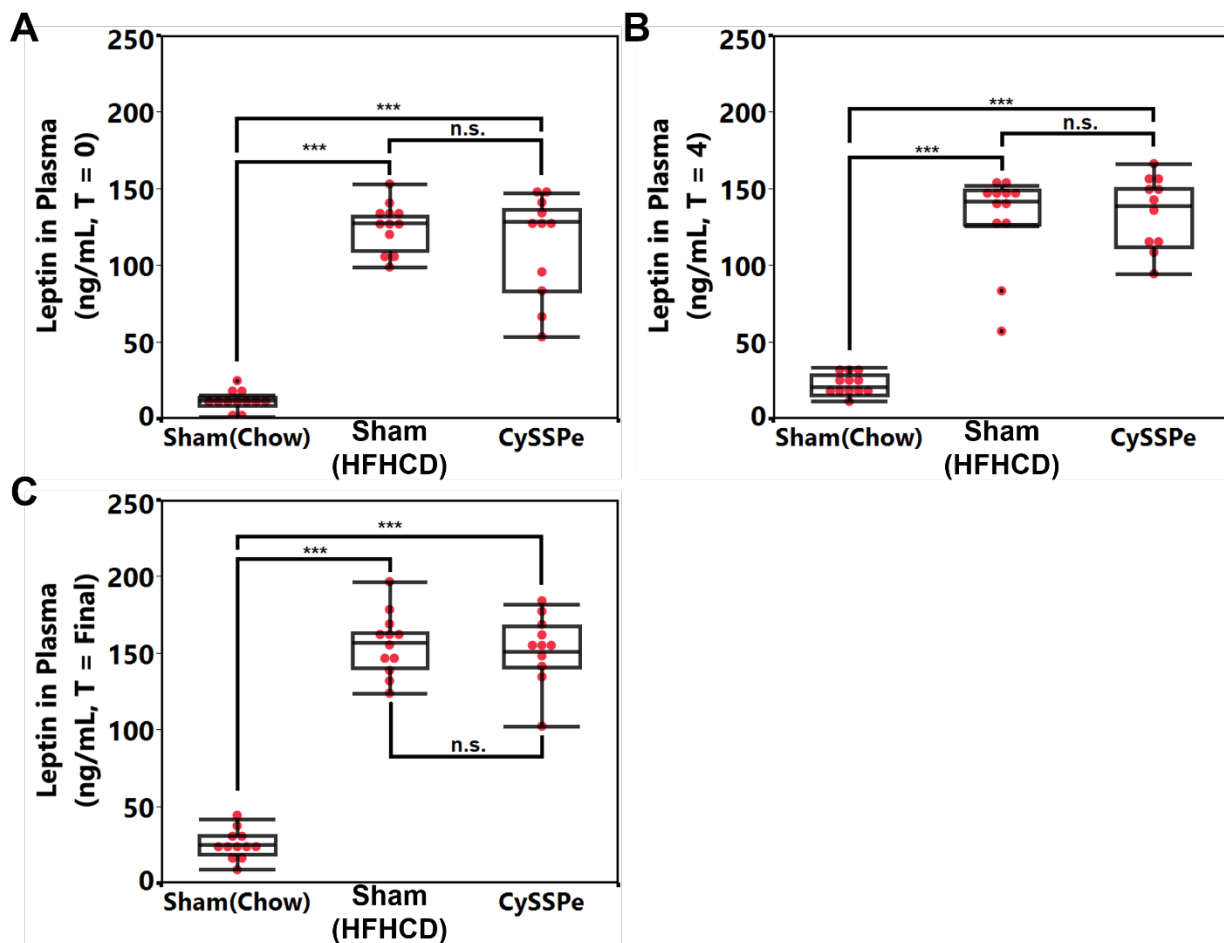 A
Leptin in Plasma
(ng/mL, T = 0)
250
200
150
100
50
0
***
***
n.s.
Sham(Chow)
Sham
(HFHCD)
CySSPe
B
Leptin in Plasma
(ng/mL, T = 4)
250
200
150
100
50
0
***
***
n.s.
Sham(Chow)
Sham
(HFHCD)
CySSPe
C
Leptin in Plasma
(ng/mL, T = Final)
250
200
150
100
50
0
***
***
n.s.
Sham(Chow)
Sham
(HFHCD)
CySSPe